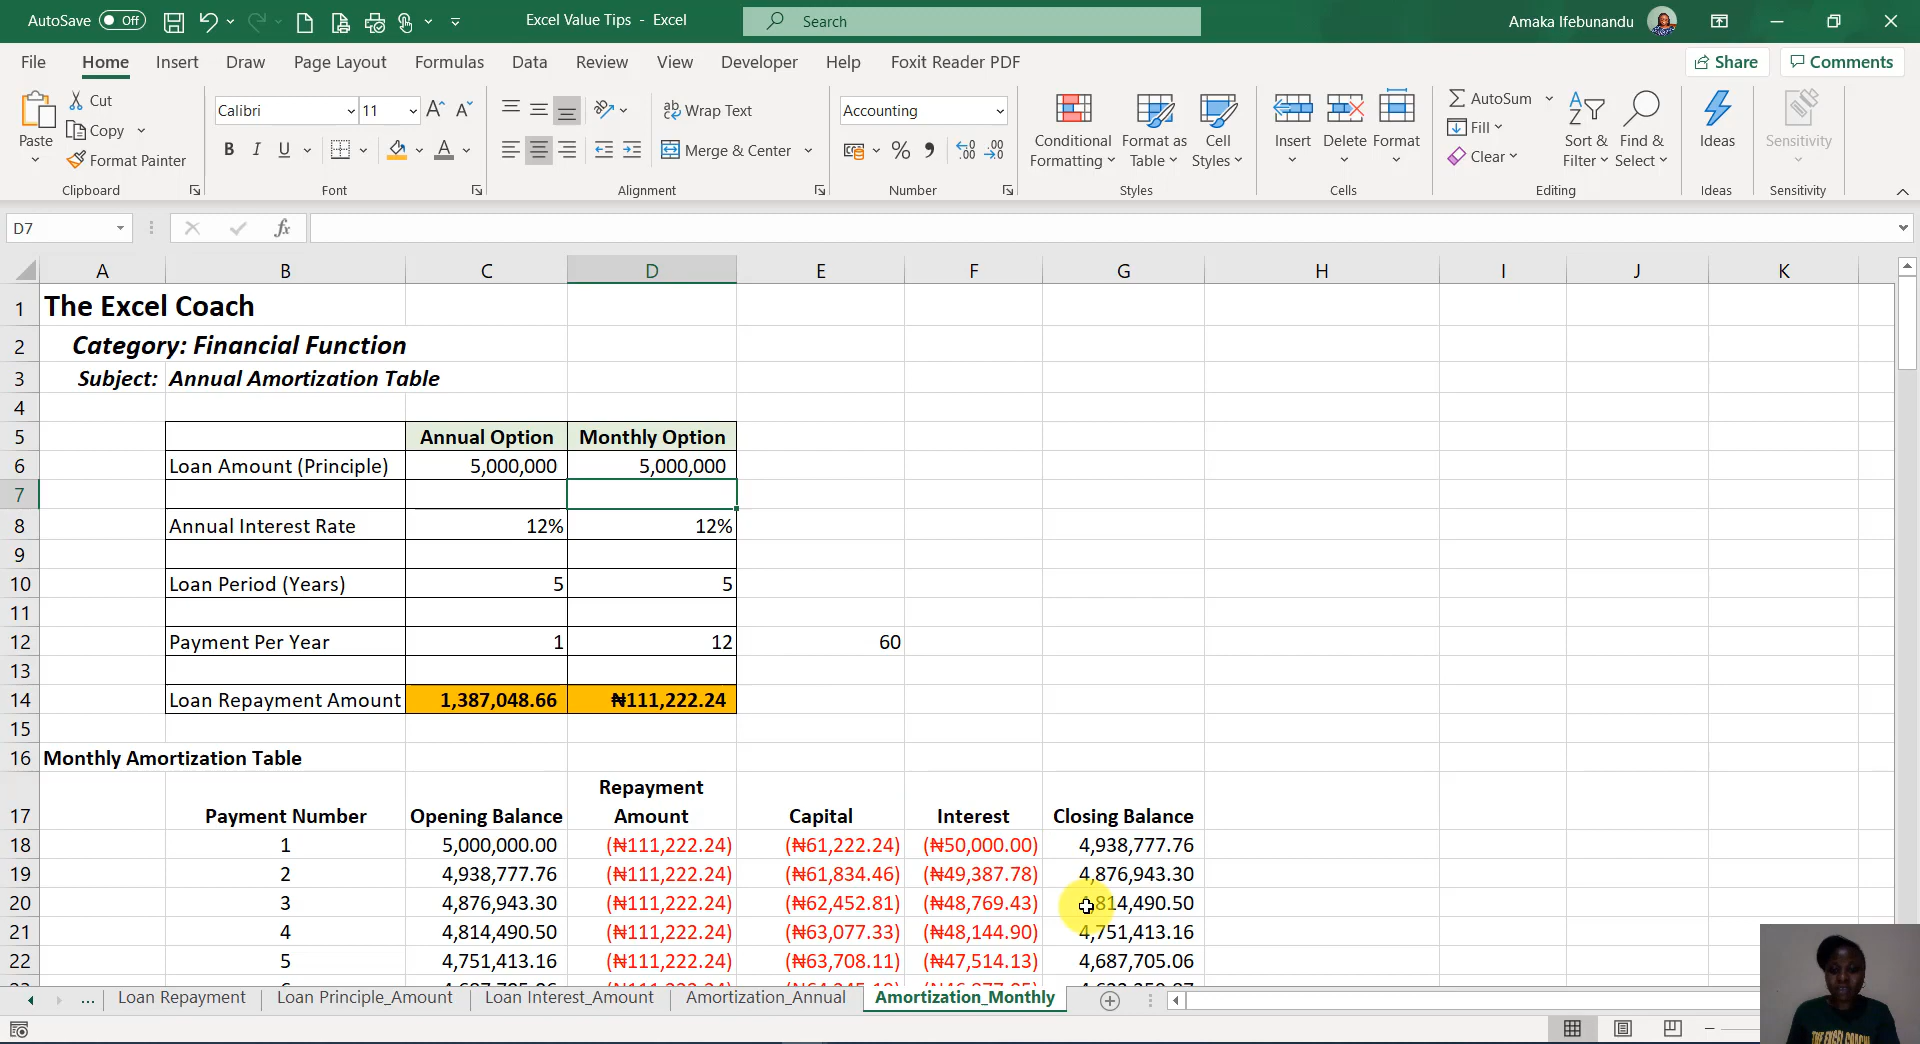 AutoSave Off Excel Value Tips - Excel Search Amaka Ifebunandu
File Home Insert Draw Page Layout Formulas Data Review View Developer Help Foxit Reader PDF Share Comments
Paste Cut Copy Format Painter
Calibri 11
B I U A
Wrap Text
Merge & Center
Accounting
Conditional Formatting Format as Table Cell Styles
Insert Delete Format
AutoSum Fill Clear
Sort & Filter Find & Select
Ideas
Sensitivity
Clipboard Font Alignment Number Styles Cells Editing Ideas Sensitivity
D7 fx
A B C D E F G H I J K
1 The Excel Coach
2 Category: Financial Function
3 Subject: Annual Amortization Table
4
5 Annual Option Monthly Option
6 Loan Amount (Principle) 5,000,000 5,000,000
7
8 Annual Interest Rate 12% 12%
9
10 Loan Period (Years) 5 5
11
12 Payment Per Year 1 12 60
13
14 Loan Repayment Amount 1,387,048.66 ₦111,222.24
15
16 Monthly Amortization Table
17 Payment Number Opening Balance Repayment Amount Capital Interest Closing Balance
18 1 5,000,000.00 (₦111,222.24) (₦61,222.24) (₦50,000.00) 4,938,777.76
19 2 4,938,777.76 (₦111,222.24) (₦61,834.46) (₦49,387.78) 4,876,943.30
20 3 4,876,943.30 (₦111,222.24) (₦62,452.81) (₦48,769.43) 4,814,490.50
21 4 4,814,490.50 (₦111,222.24) (₦63,077.33) (₦48,144.90) 4,751,413.16
22 5 4,751,413.16 (₦111,222.24) (₦63,708.11) (₦47,514.13) 4,687,705.06
... Loan Repayment Loan Principle_Amount Loan Interest_Amount Amortization_Annual Amortization_Monthly
THE EXCEL COACH